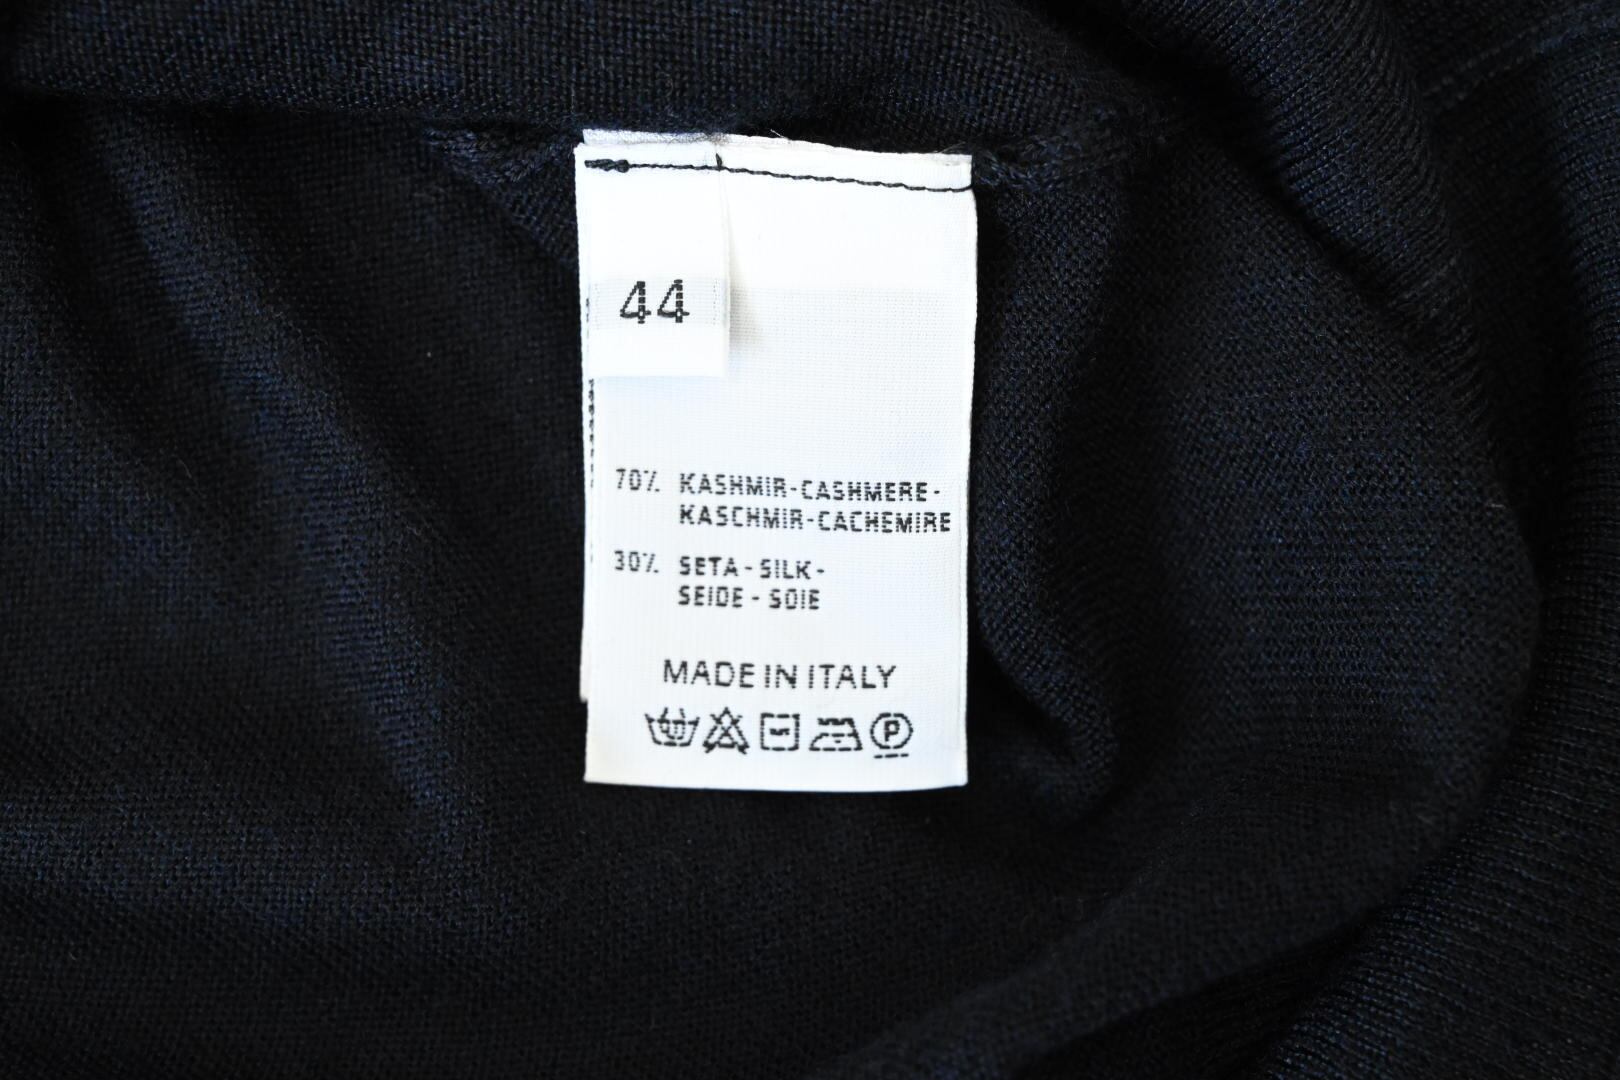 44
70% KASHMIR-CASHMERE-
KASCHMIR-CACHEMIRE
30% SETA-SILK-
SEIDE-SOIE
MADE IN ITALY
P